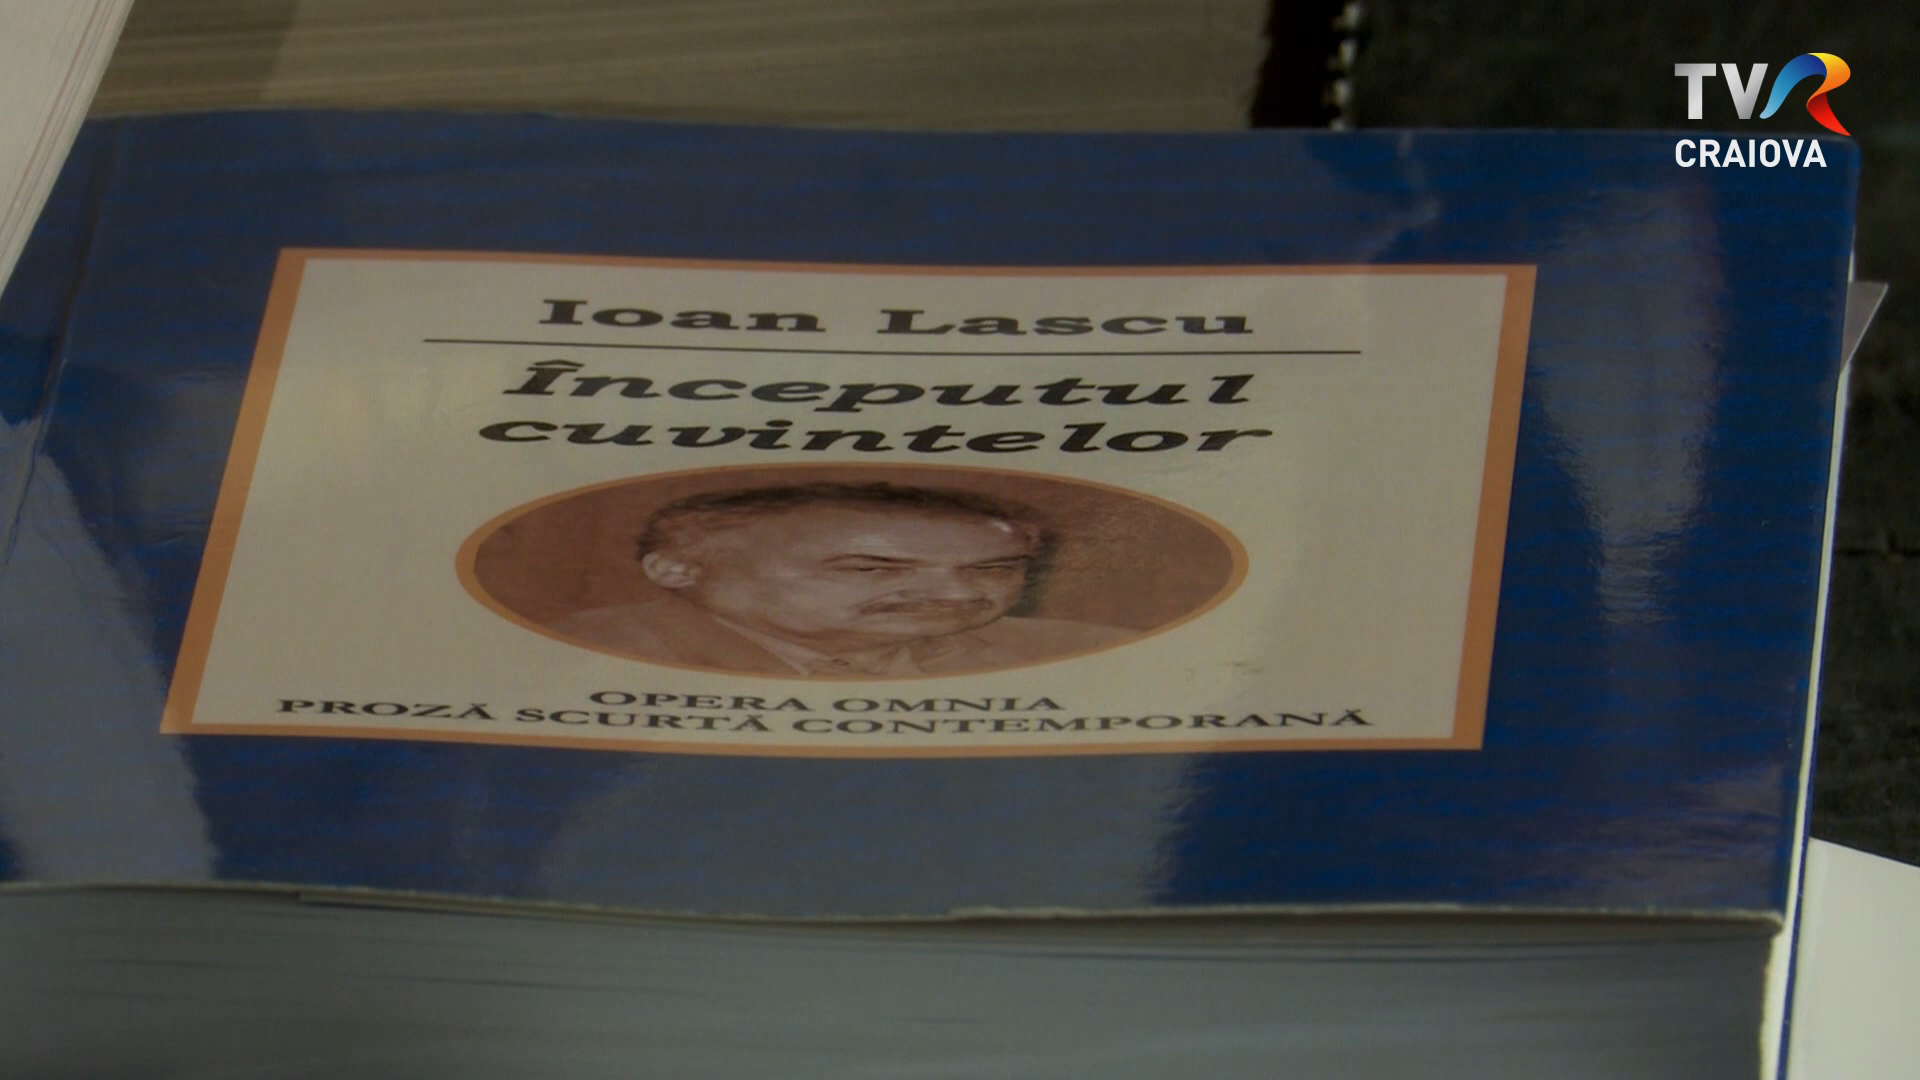 TVR
CRAIOVA
Ioan Lascu
Începutul
cuvintelor
OPERA OMNIA
PROZĂ SCURTĂ CONTEMPORANĂ